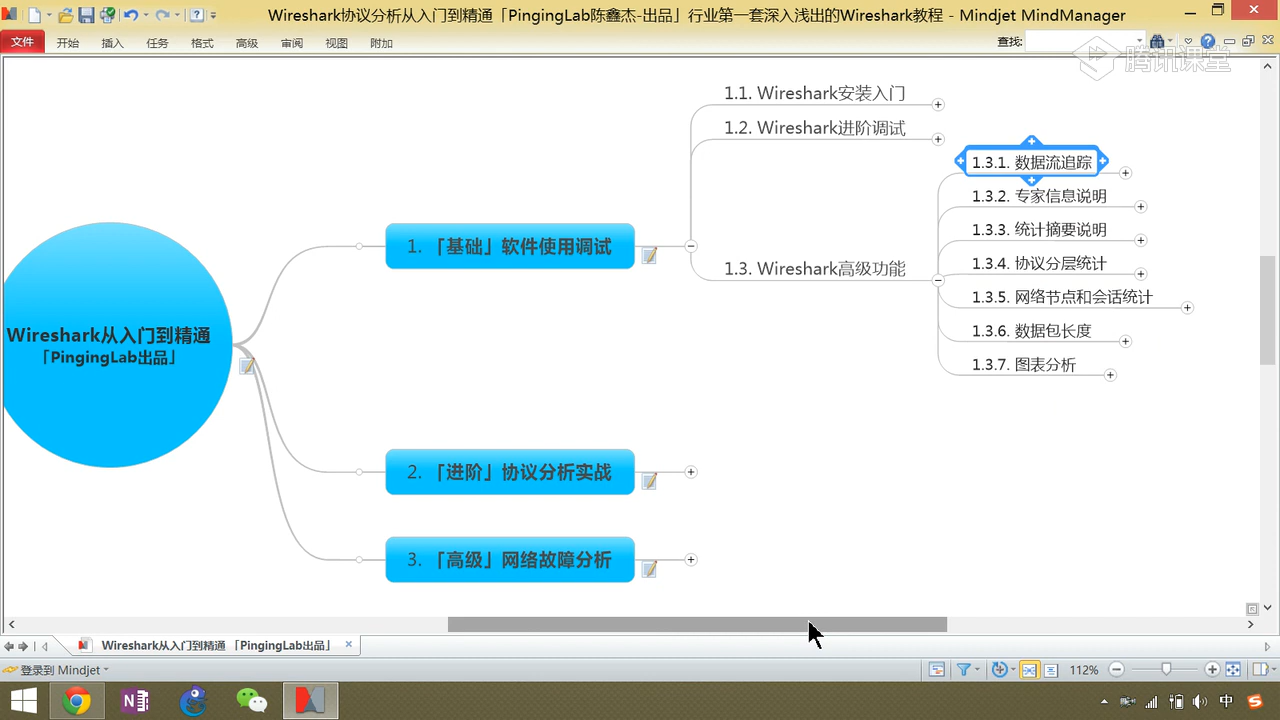 Wireshark协议分析从入门到精通「PingingLab陈鑫杰-出品」行业第一套深入浅出的Wireshark教程 - Mindjet MindManager
文件 开始 插入 任务 格式 高级 审阅 视图 附加 查找:
腾讯课堂
1.1. Wireshark安装入门
1.2. Wireshark进阶调试
1.3.1. 数据流追踪
1.3.2. 专家信息说明
1.3.3. 统计摘要说明
1. 「基础」软件使用调试
1.3. Wireshark高级功能
1.3.4. 协议分层统计
1.3.5. 网络节点和会话统计
1.3.6. 数据包长度
1.3.7. 图表分析
Wireshark从入门到精通
「PingingLab出品」
2. 「进阶」协议分析实战
3. 「高级」网络故障分析
Wireshark从入门到精通 「PingingLab出品」
登录到 Mindjet
112%
中